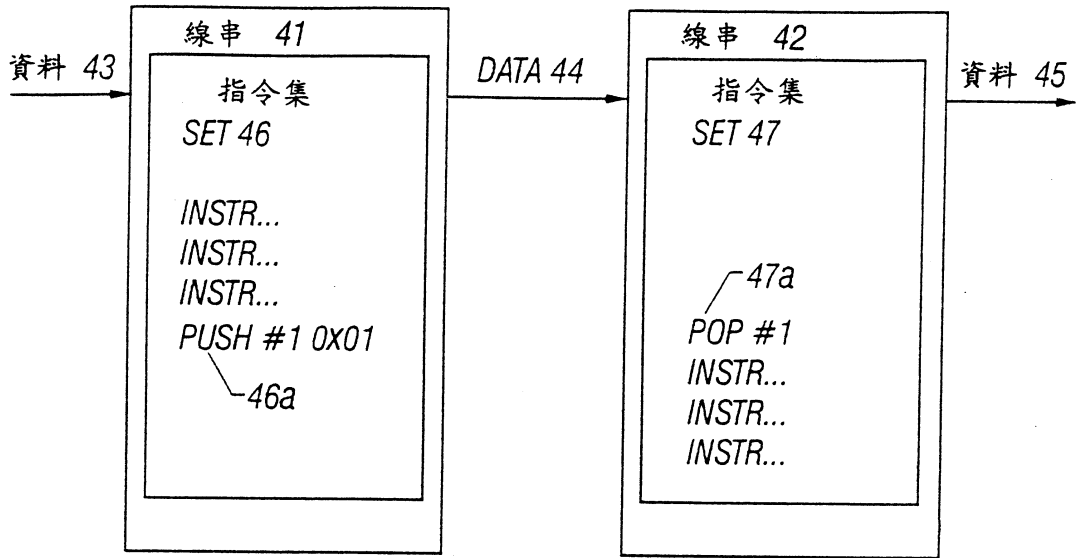 資料 43
線串 41
指令集
SET 46
INSTR...
INSTR...
INSTR...
PUSH #1 0X01
46a
DATA 44
線串 42
指令集
SET 47
47a
POP #1
INSTR...
INSTR...
INSTR...
資料 45